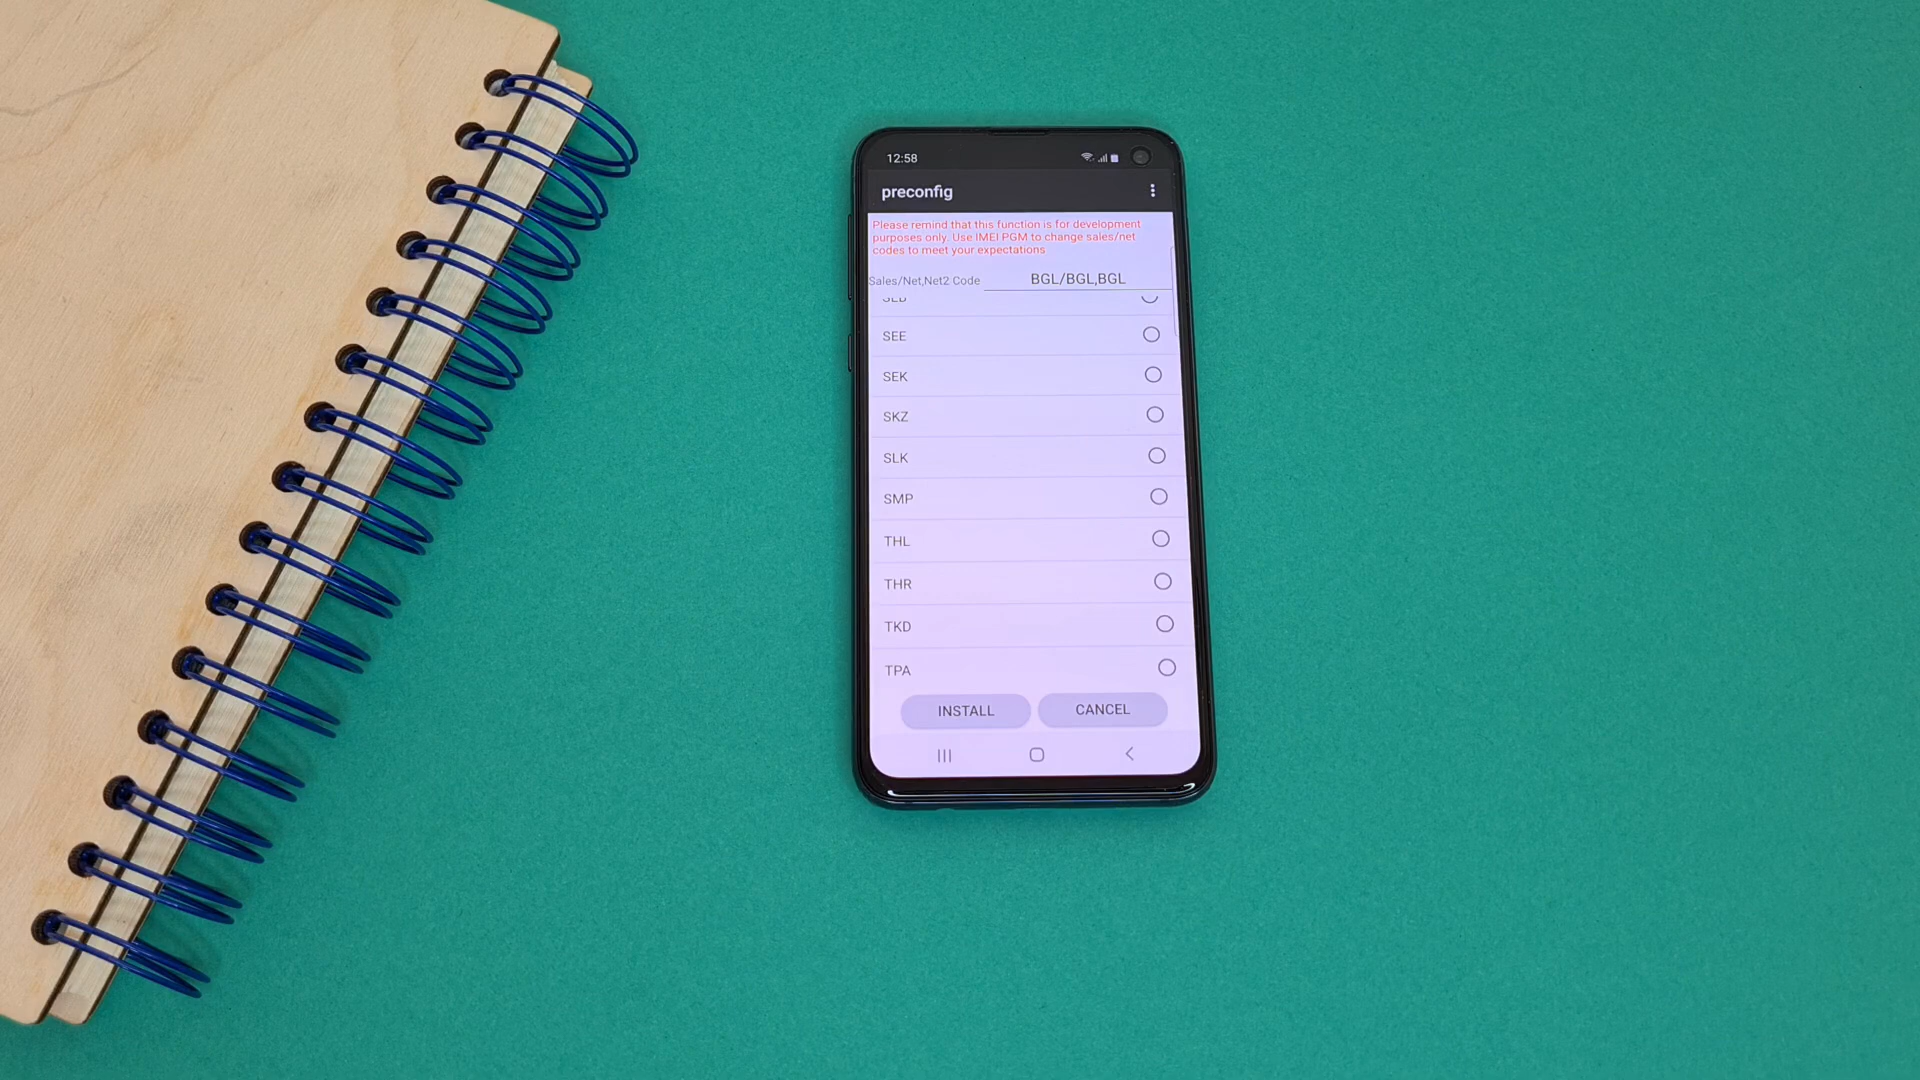 12:58
preconfig
Please remind that this function is for development
purposes only. Use IMEI PGM to change sales/net
codes to meet your expectations
Sales/Net,Net2 Code BGL/BGL,BGL
SEE
SEK
SKZ
SLK
SMP
THL
THR
TKD
TPA
INSTALL CANCEL